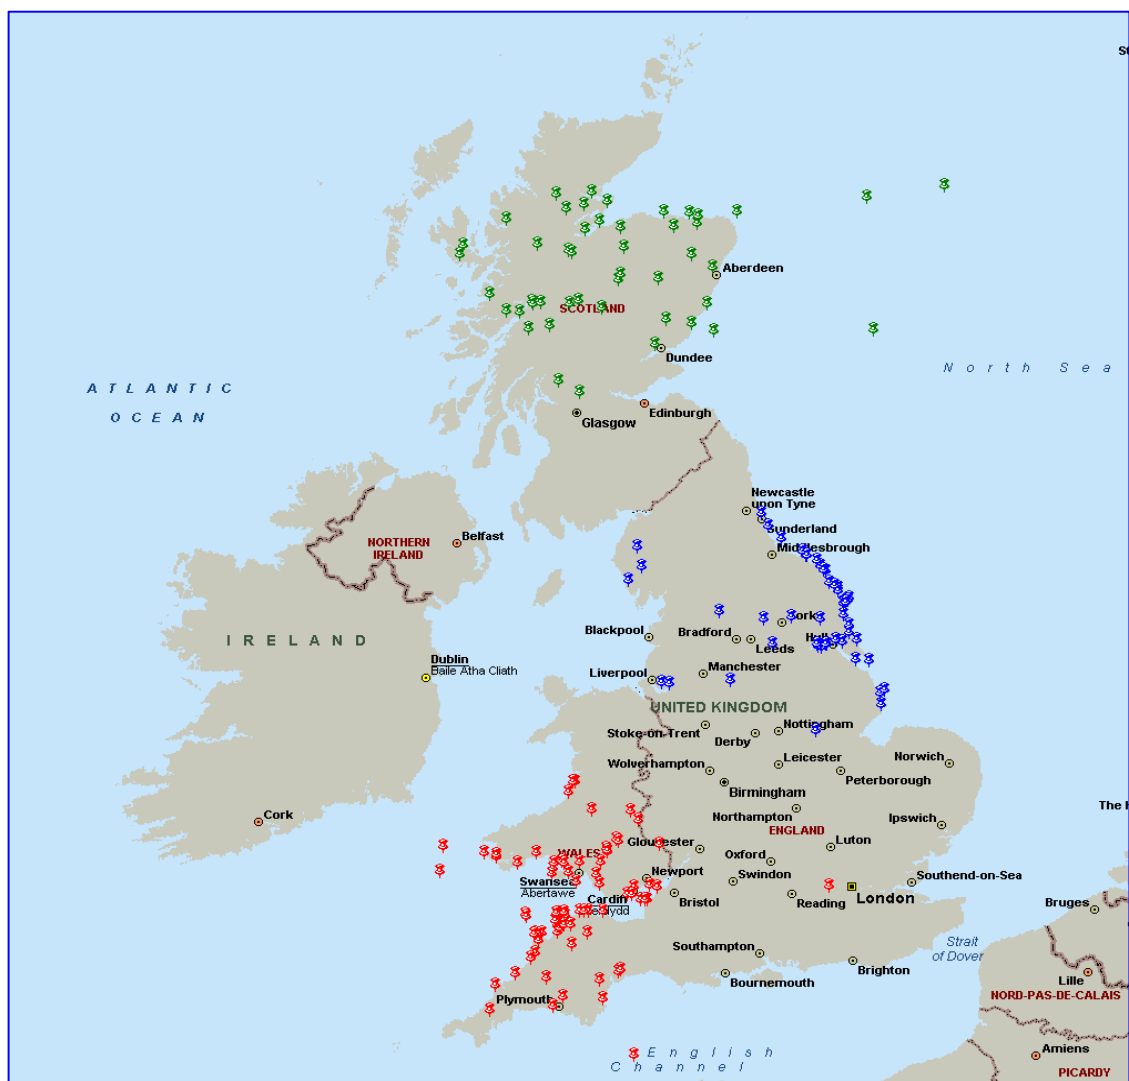 St
Aberdeen
SCOTLAND
Dundee
North Sea
ATLANTIC
OCEAN
Edinburgh
Glasgow
Newcastle
upon Tyne
Sunderland
Belfast
NORTHERN
IRELAND
Middlesbrough
York
Blackpool
Bradford
Leeds
Hull
IRELAND
Dublin
Baile Átha Cliath
Manchester
Liverpool
UNITED KINGDOM
Stoke-on-Trent
Nottingham
Derby
Leicester
Norwich
Wolverhampton
Peterborough
Birmingham
The H
Cork
Northampton
Ipswich
ENGLAND
Gloucester
Luton
WALES
Oxford
Newport
Swindon
Southend-on-Sea
Swansea
Abertawe
Cardiff
Bristol
Reading
London
Bruges
Strait
of Dover
Southampton
Brighton
Bournemouth
Lille
Plymouth
NORD-PAS-DE-CALAIS
English
Channel
Amiens
PICARDY